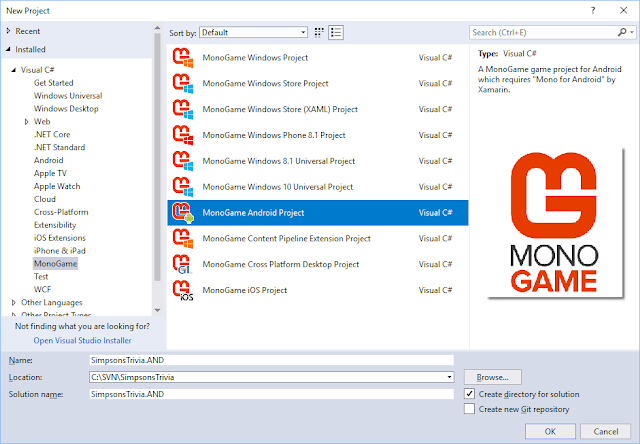 New Project
? ×
Recent
Installed
Sort by: Default
Search (Ctrl+E)
Visual C#
Get Started
Windows Universal
Windows Desktop
Web
.NET Core
.NET Standard
Android
Apple TV
Apple Watch
Cloud
Cross-Platform
Extensibility
iOS Extensions
iPhone & iPad
MonoGame
Test
WCF
Other Languages
Other Project Types
Not finding what you are looking for?
Open Visual Studio Installer
MonoGame Windows Project Visual C#
MonoGame Windows Store Project Visual C#
MonoGame Windows Store (XAML) Project Visual C#
MonoGame Windows Phone 8.1 Project Visual C#
MonoGame Windows 8.1 Universal Project Visual C#
MonoGame Windows 10 Universal Project Visual C#
MonoGame Android Project Visual C#
MonoGame Content Pipeline Extension Project Visual C#
GL MonoGame Cross Platform Desktop Project Visual C#
iOS MonoGame iOS Project Visual C#
Type: Visual C#
A MonoGame game project for Android
which requires "Mono for Android" by
Xamarin.
MONO
GAME
Name: SimpsonsTrivia.AND
Location: C:\SVN\SimpsonsTrivia
Browse...
Solution name: SimpsonsTrivia.AND
Create directory for solution
Create new Git repository
OK Cancel